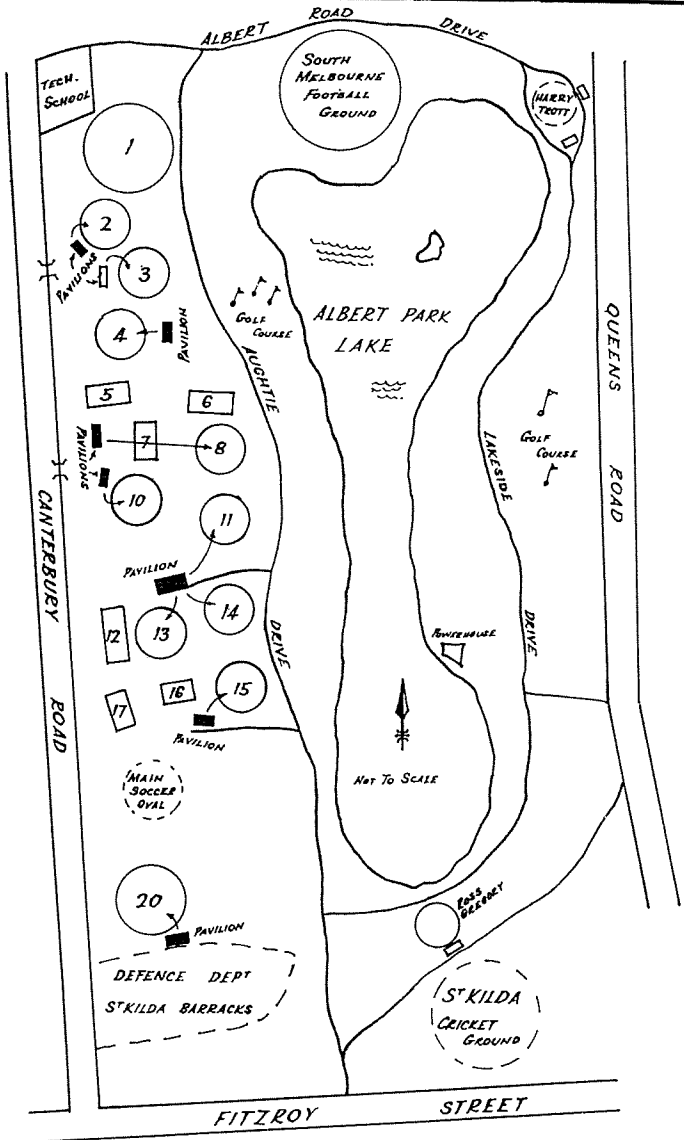 ALBERT ROAD DRIVE
TECH.
SCHOOL
SOUTH
MELBOURNE
FOOTBALL
GROUND
HARRY
TROTT
1
2
PAVILIONS
3
4
PAVILION
GOLF
COURSE
ALBERT PARK
LAKE
AUGHTIE
DRIVE
QUEENS ROAD
5
6
7
8
PAVILIONS
10
11
GOLF
COURSE
LAKESIDE
DRIVE
CANTERBURY
ROAD
PAVILION
12
13
14
POWERHOUSE
15
16
17
PAVILION
NOT TO SCALE
MAIN
SOCCER
OVAL
20
PAVILION
ROSS
GREGORY
DEFENCE DEPT
ST KILDA BARRACKS
ST KILDA
CRICKET
GROUND
FITZROY STREET